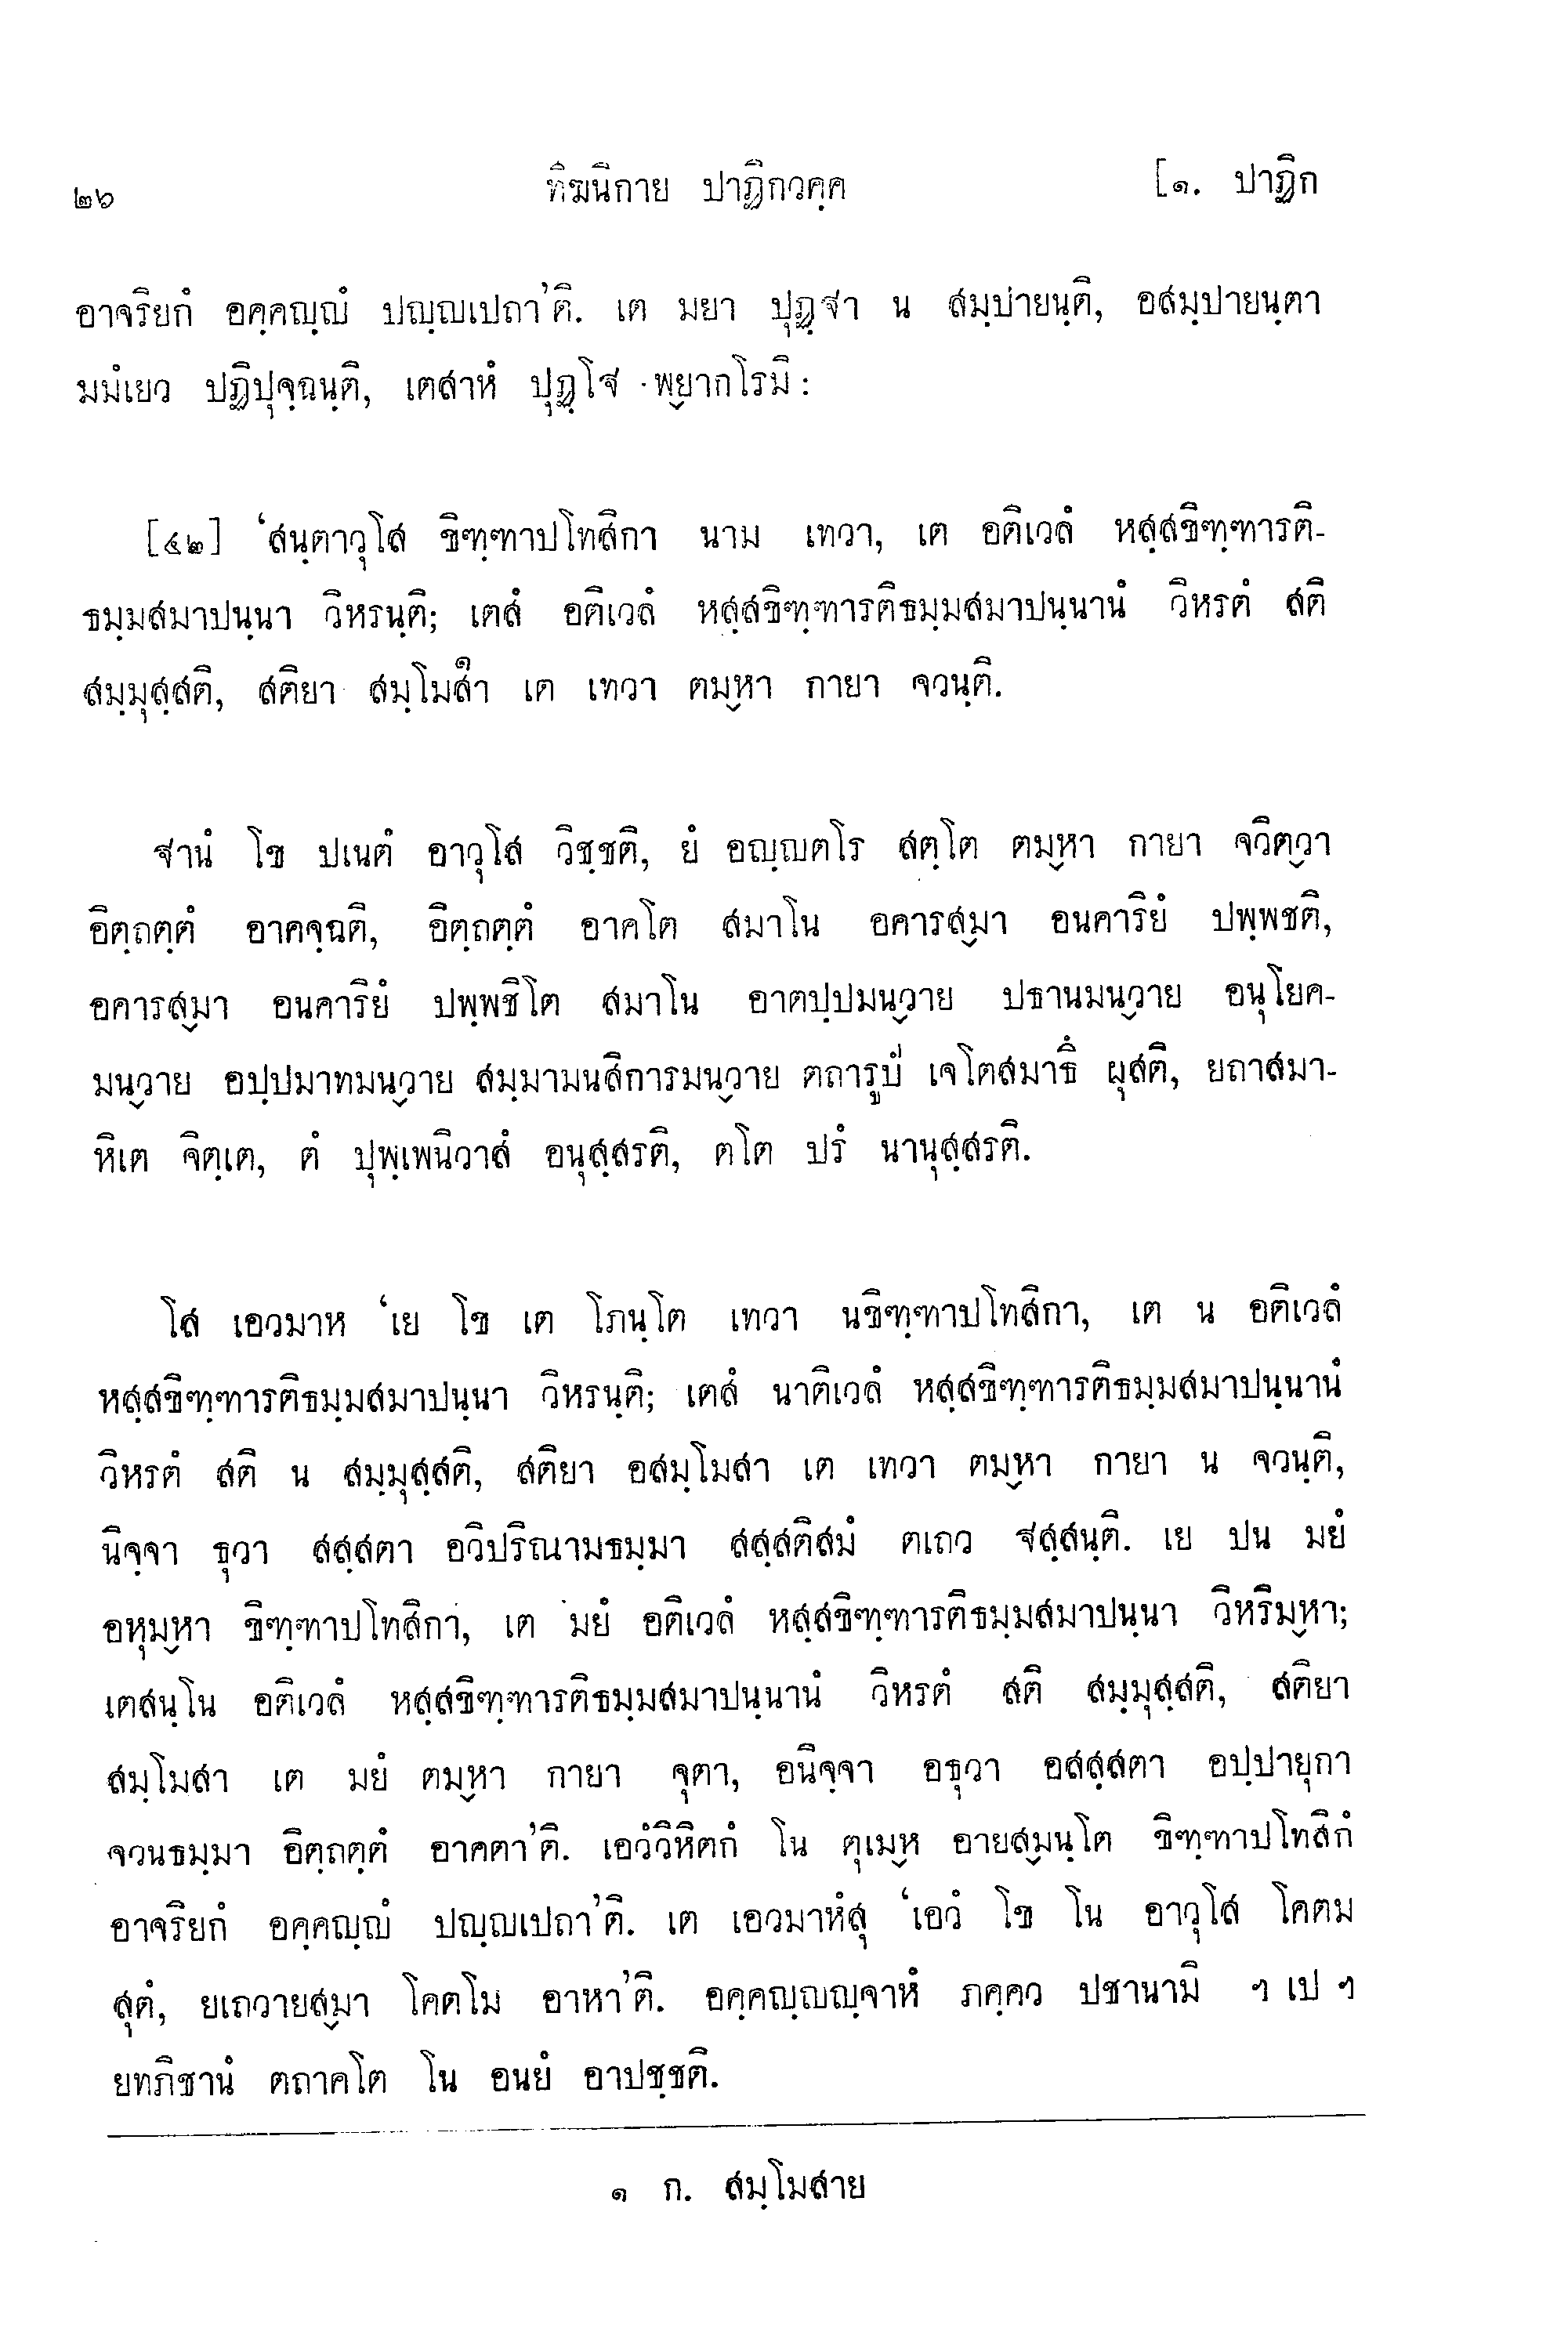 ๒๖ ทีฆนิกาย ปาฏิกวคฺค [๑. ปาฏิก
อาจริยกํ อคฺคญฺญํ ปญฺญเปถา’ติ. เต มยา ปุฏฺฐา น สมฺปายนฺติ, อสมฺปายนฺตา
มมํเยว ปฏิปุจฺฉนฺติ, เตสาหํ ปุฏฺโฐ พฺยากโรมิ:
[๔๒] ‘สนฺตาวุโส ขิฑฺฑาปโทสิกา นาม เทวา, เต อติเวลํ หสฺสขิฑฺฑารติ-
ธมฺมสมาปนฺนา วิหรนฺติ; เตสํ อติเวลํ หสฺสขิฑฺฑารติธมฺมสมาปนฺนานํ วิหรตํ สติ
สมฺมุสฺสติ, สติยา สมฺโมสา๑ เต เทวา ตมฺหา กายา จวนฺติ.
ฐานํ โข ปเนตํ อาวุโส วิชฺชติ, ยํ อญฺญตโร สตฺโต ตมฺหา กายา จวิตฺวา
อิตฺถตฺตํ อาคจฺฉติ, อิตฺถตฺตํ อาคโต สมาโน อคารสฺมา อนคาริยํ ปพฺพชติ,
อคารสฺมา อนคาริยํ ปพฺพชิโต สมาโน อาตปฺปมนฺวาย ปธานมนฺวาย อนุโยค-
มนฺวาย อปฺปมาทมนฺวาย สมฺมามนสิการมนฺวาย ตถารูปํ เจโตสมาธึ ผุสติ, ยถาสมา-
หิเต จิตฺเต, ตํ ปุพฺเพนิวาสํ อนุสฺสรติ, ตโต ปรํ นานุสฺสรติ.
โส เอวมาห ‘เย โข เต โภนฺโต เทวา นขิฑฺฑาปโทสิกา, เต น อติเวลํ
หสฺสขิฑฺฑารติธมฺมสมาปนฺนา วิหรนฺติ; เตสํ นาติเวลํ หสฺสขิฑฺฑารติธมฺมสมาปนฺนานํ
วิหรตํ สติ น สมฺมุสฺสติ, สติยา อสมฺโมสา เต เทวา ตมฺหา กายา น จวนฺติ,
นิจฺจา ธุวา สสฺสตา อวิปริณามธมฺมา สสฺสติสมํ ตเถว ฐสฺสนฺติ. เย ปน มยํ
อหุมฺหา ขิฑฺฑาปโทสิกา, เต มยํ อติเวลํ หสฺสขิฑฺฑารติธมฺมสมาปนฺนา วิหริมฺหา;
เตสนฺโน อติเวลํ หสฺสขิฑฺฑารติธมฺมสมาปนฺนานํ วิหรตํ สติ สมฺมุสฺสติ, สติยา
สมฺโมสา เต มยํ ตมฺหา กายา จุตา, อนิจฺจา อธุวา อสสฺสตา อปฺปายุกา
จวนธมฺมา อิตฺถตฺตํ อาคตา’ติ. เอวํวิหิตกํ โน ตุเมฺห อายสฺมนฺโต ขิฑฺฑาปโทสิกํ
อาจริยกํ อคฺคญฺญํ ปญฺญเปถา’ติ. เต เอวมาหํสุ ‘เอวํ โข โน อาวุโส โคตม
สุตํ, ยเถวายสฺมา โคตโม อาหา’ติ. อคฺคญฺญญฺจาหํ ภคฺคว ปชานามิ ฯ เป ฯ
ยทภิชานํ ตถาคโต โน อนยํ อาปชฺชติ.
๑ ก. สมฺโมสาย